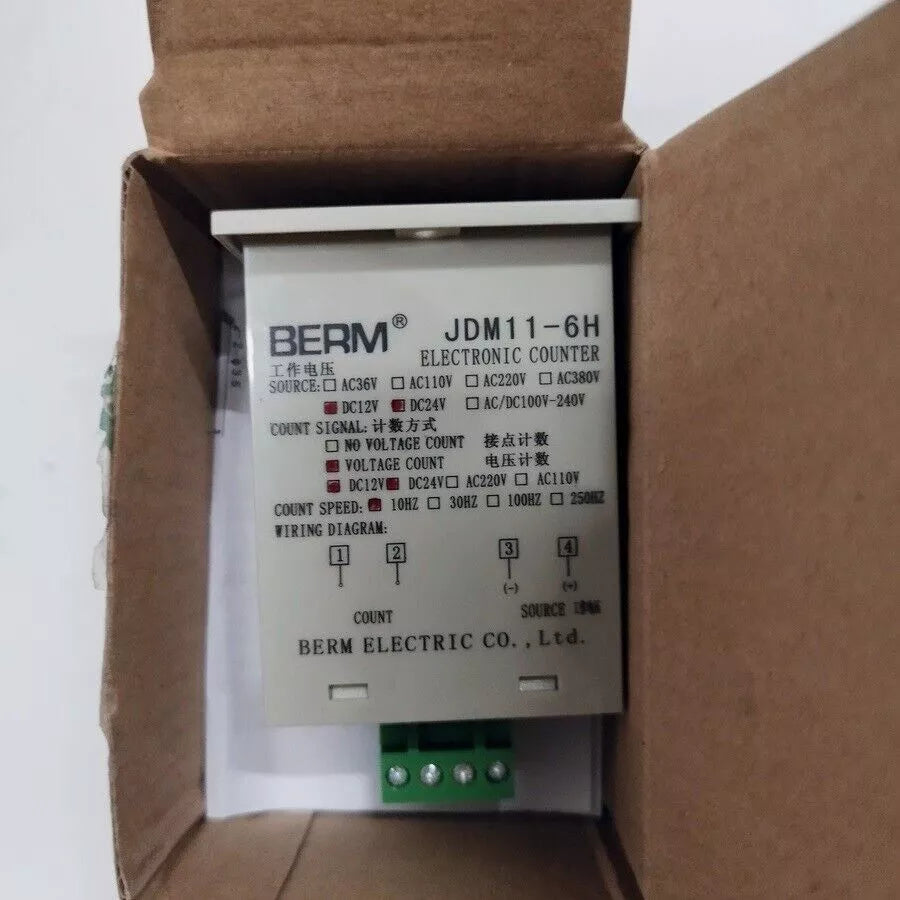 BERM® JDM11-6H
ELECTRONIC COUNTER
工作电压
SOURCE: AC36V AC110V AC220V AC380V
DC12V DC24V AC/DC100V-240V
COUNT SIGNAL: 计数方式
NO VOLTAGE COUNT 接点计数
VOLTAGE COUNT 电压计数
DC12V DC24V AC220V AC110V
COUNT SPEED: 10HZ 30HZ 100HZ 250HZ
WIRING DIAGRAM:
1 2 3 4
(-) (+)
COUNT SOURCE
BERM ELECTRIC CO.,Ltd.